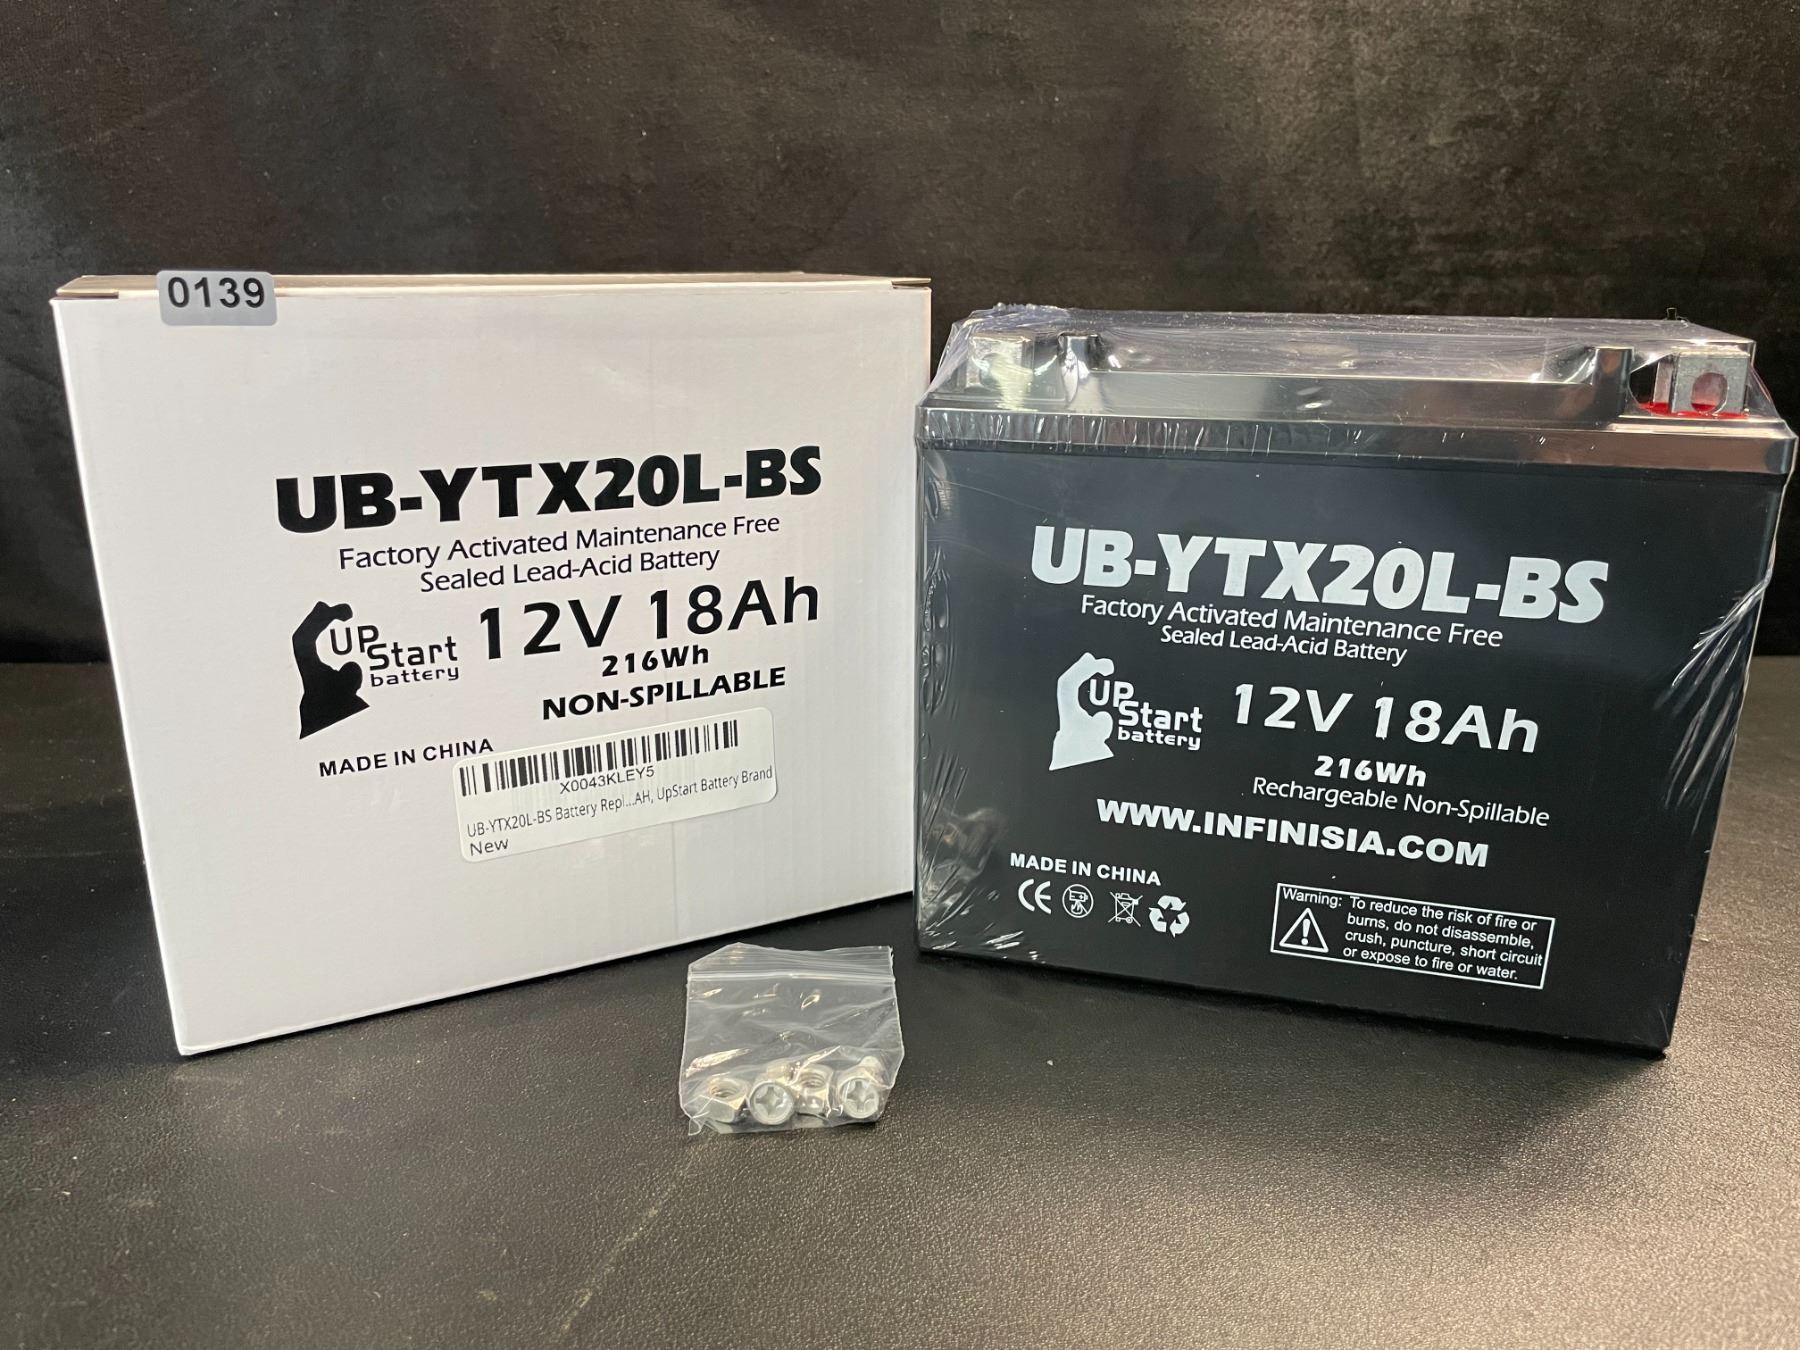 0139
UB-YTX20L-BS
Factory Activated Maintenance Free
Sealed Lead-Acid Battery
UPStart
battery
12V 18Ah
216Wh
NON-SPILLABLE
MADE IN CHINA
X0043KLEY5
UB-YTX20L-BS Battery Repl...AH, UpStart Battery Brand
New
UB-YTX20L-BS
Factory Activated Maintenance Free
Sealed Lead-Acid Battery
UPStart
battery
12V 18Ah
216Wh
Rechargeable Non-Spillable
WWW.INFINISIA.COM
MADE IN CHINA
CE
Warning: To reduce the risk of fire or
burns, do not disassemble,
crush, puncture, short circuit
or expose to fire or water.